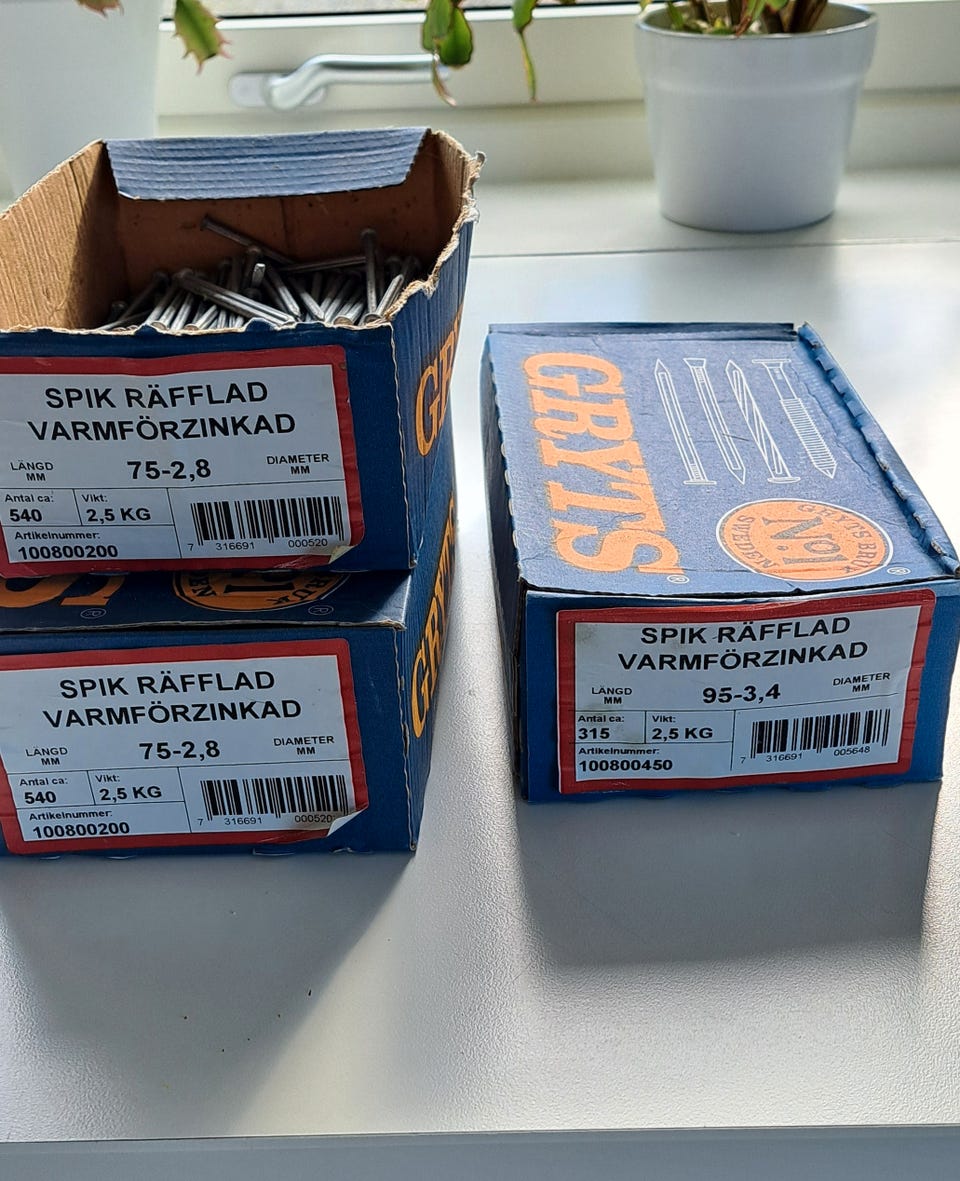 SPIK RÄFFLAD
VARMFÖRZINKAD
LÄNGD
MM
75-2,8
DIAMETER
MM
Antal ca:
540
Vikt:
2,5 KG
Artikelnummer:
100800200
7 316691 000520
SPIK RÄFFLAD
VARMFÖRZINKAD
LÄNGD
MM
75-2,8
DIAMETER
MM
Antal ca:
540
Vikt:
2,5 KG
Artikelnummer:
100800200
7 316691 000520
GRYTS
GRYTS®
GRYTS BRUK
No1
SWEDEN
®
SPIK RÄFFLAD
VARMFÖRZINKAD
LÄNGD
MM
95-3,4
DIAMETER
MM
Antal ca:
315
Vikt:
2,5 KG
Artikelnummer:
100800450
7 316691 005648